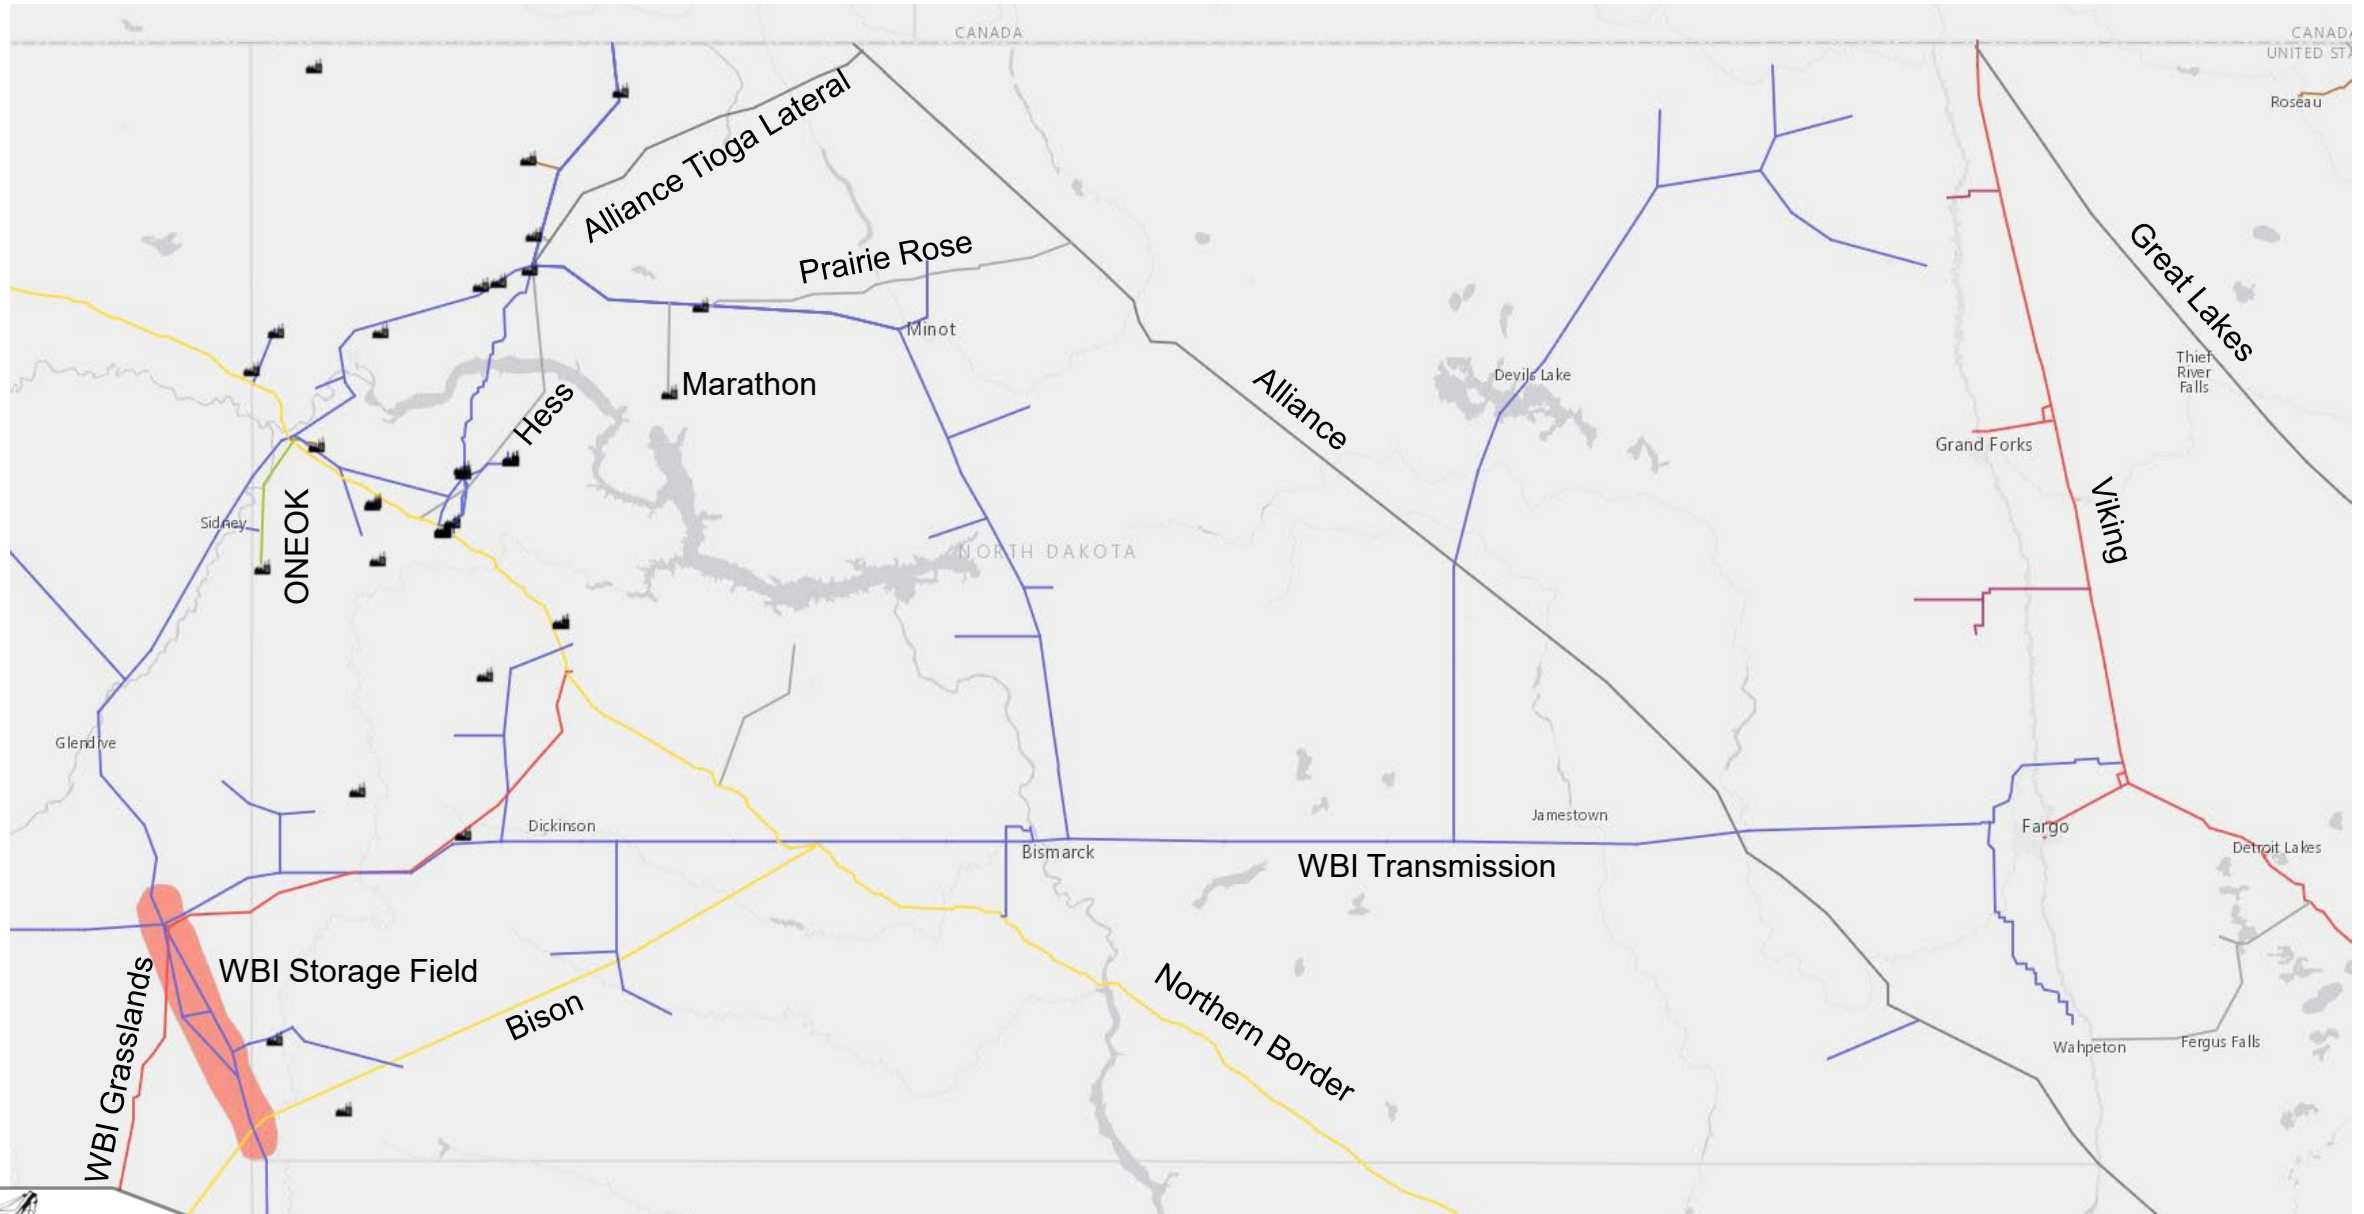 CANADA
CANADA
UNITED STA
Roseau
Alliance Tioga Lateral
Prairie Rose
Great Lakes
Minot
Thief
River
Falls
Marathon
Devils Lake
Alliance
Hess
Grand Forks
Viking
ONEOK
Sidney
NORTH DAKOTA
Glendive
Dickinson
Jamestown
Fargo
Bismarck
Detroit Lakes
WBI Transmission
WBI Storage Field
WBI Grasslands
Bison
Northern Border
Wahpeton
Fergus Falls